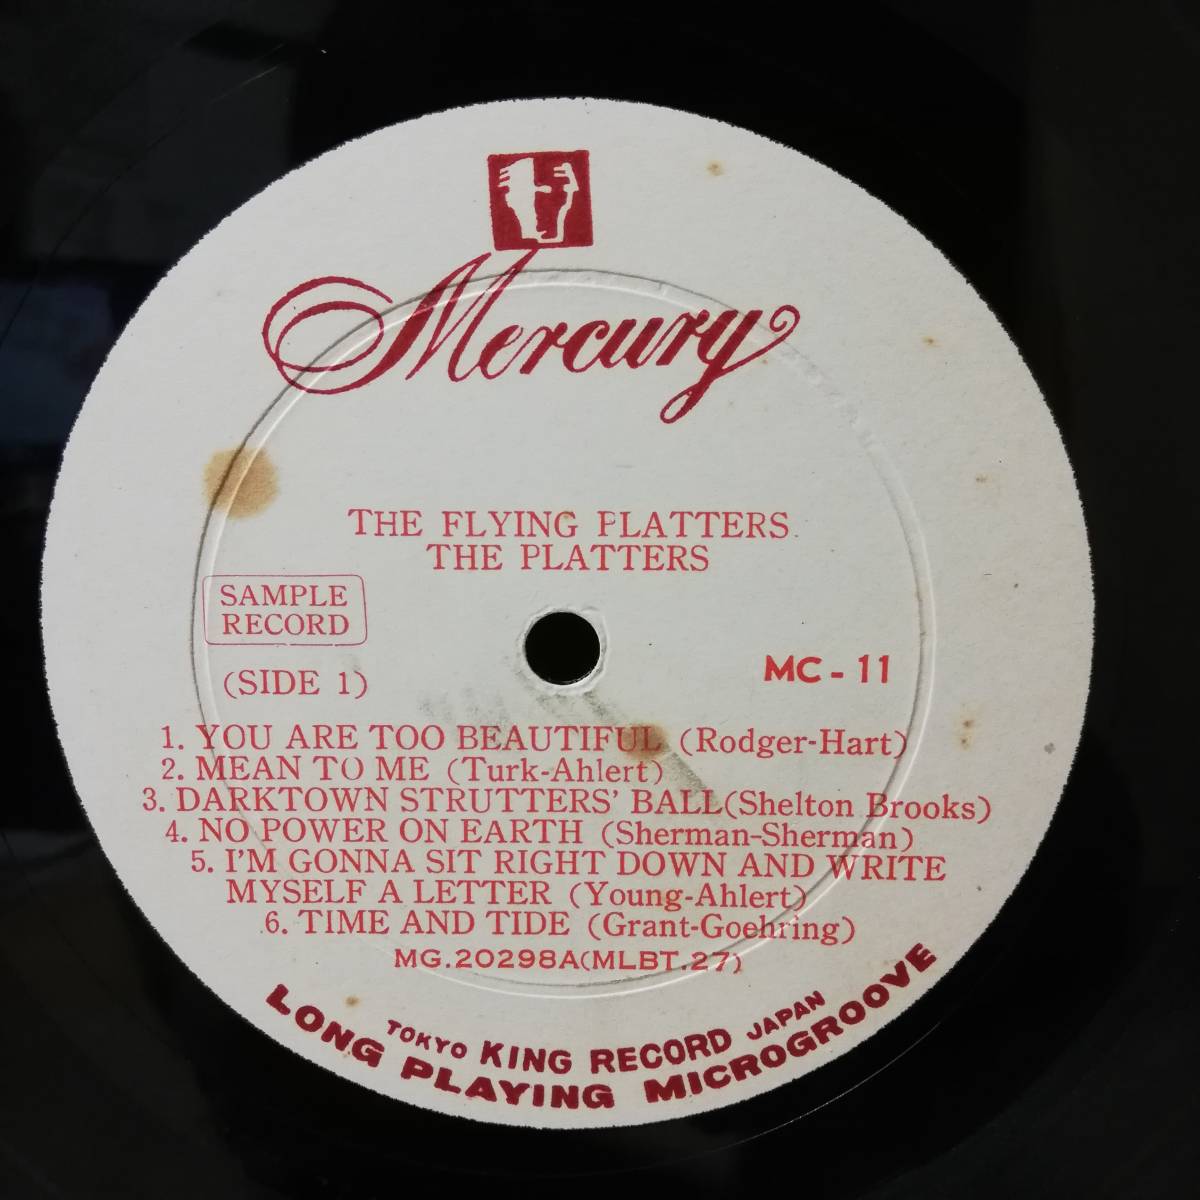 Mercury
THE FLYING PLATTERS
THE PLATTERS
SAMPLE
RECORD
(SIDE 1)
MC - 11
1. YOU ARE TOO BEAUTIFUL (Rodger-Hart)
2. MEAN TO ME (Turk-Ahlert)
3. DARKTOWN STRUTTERS' BALL(Shelton Brooks)
4. NO POWER ON EARTH (Sherman-Sherman)
5. I'M GONNA SIT RIGHT DOWN AND WRITE
MYSELF A LETTER (Young-Ahlert)
6. TIME AND TIDE (Grant-Goehring)
MG.20298A(MLBT.27)
TOKYO KING RECORD JAPAN
LONG PLAYING MICROGROOVE